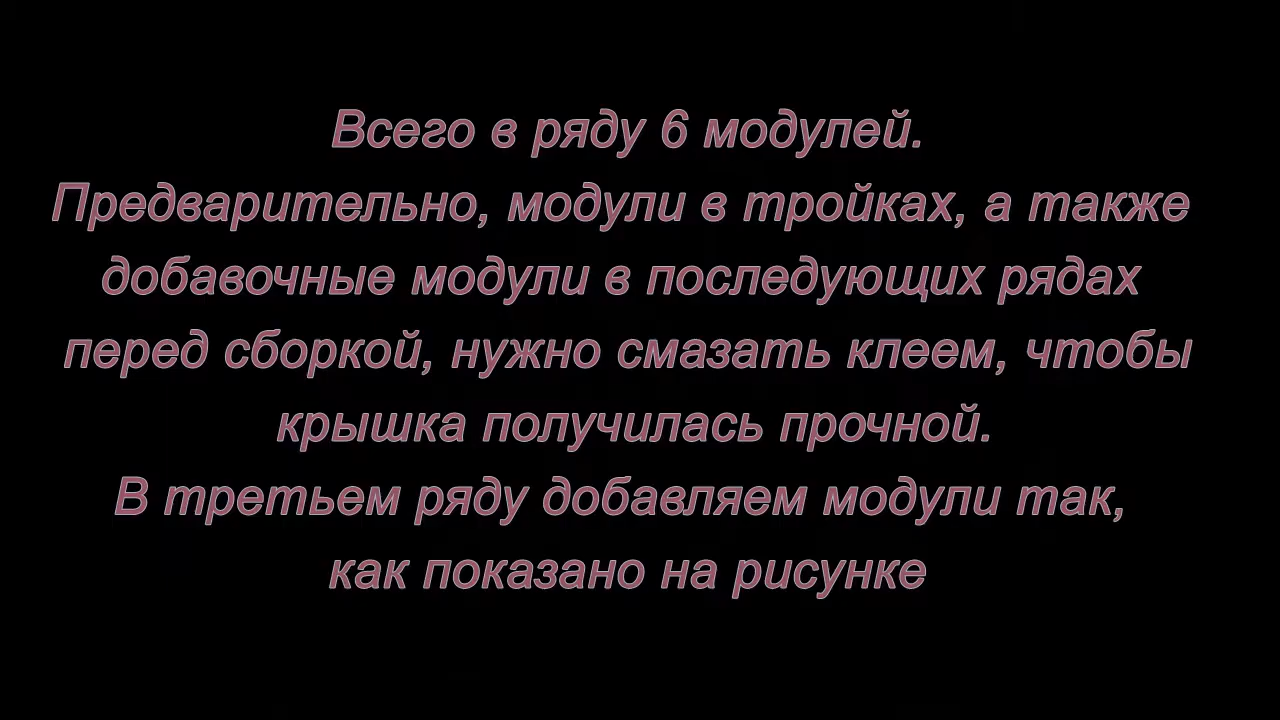 Всего в ряду 6 модулей.
Предварительно, модули в тройках, а также
добавочные модули в последующих рядах
перед сборкой, нужно смазать клеем, чтобы
крышка получилась прочной.
В третьем ряду добавляем модули так,
как показано на рисунке